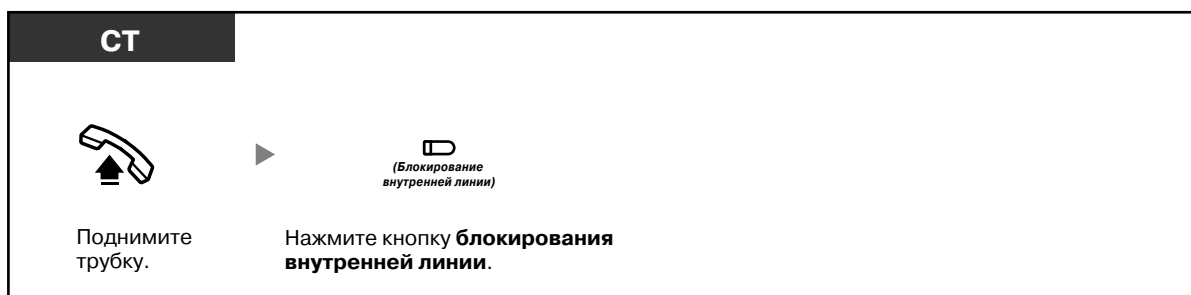 СТ
(Блокирование
внутренней линии)
Поднимите
трубку.
Нажмите кнопку блокирования
внутренней линии.